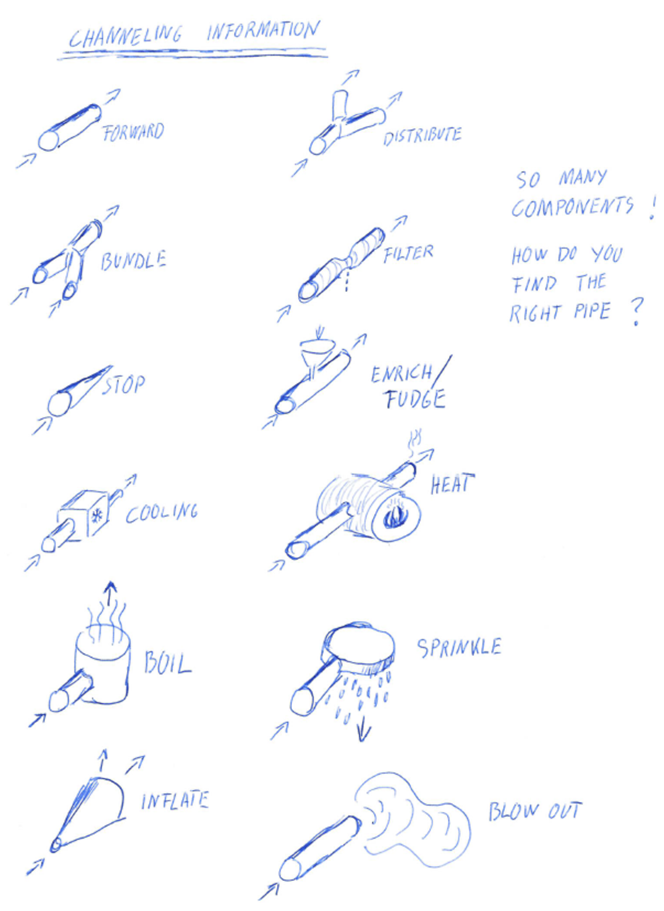 CHANNELING INFORMATION
FORWARD
DISTRIBUTE
BUNDLE
FILTER
SO MANY
COMPONENTS !
HOW DO YOU
FIND THE
RIGHT PIPE ?
STOP
ENRICH/
FUDGE
COOLING
HEAT
BOIL
SPRINKLE
INFLATE
BLOW OUT